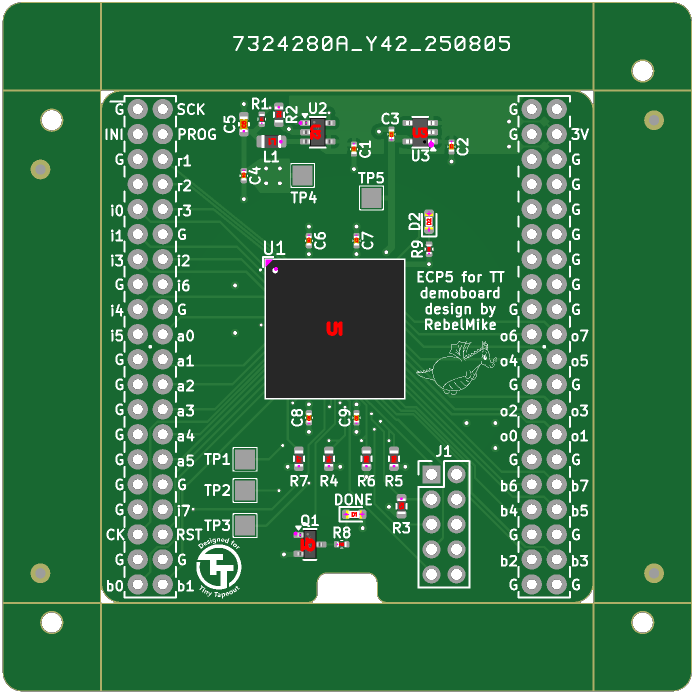 7324280A_Y42_250805
G SCK
INI PROG
G r1
G r2
i0 r3
i1 G
i3 i2
G i6
i4 G
i5 a0
G a1
G a2
G a3
G a4
G a5
G G
G i7
CK RST
G G
b0 b1
R1
R2
U2
C5
L1
C4
TP4
C1
C3
U3
C2
TP5
D2
R9
C6
C7
U1
U1
ECP5 for TT
demoboard
design by
RebelMike
C8
C9
TP1
TP2
TP3
R7
R4
R6
R5
J1
DONE
R3
Q1
R8
Designed for
TT
Tiny Tapeout
G G
G 3V
G G
G G
G G
G G
G G
G G
G G
o6 o7
o4 o5
G G
o2 o3
o0 o1
G G
b6 b7
b4 b5
G G
b2 b3
G G